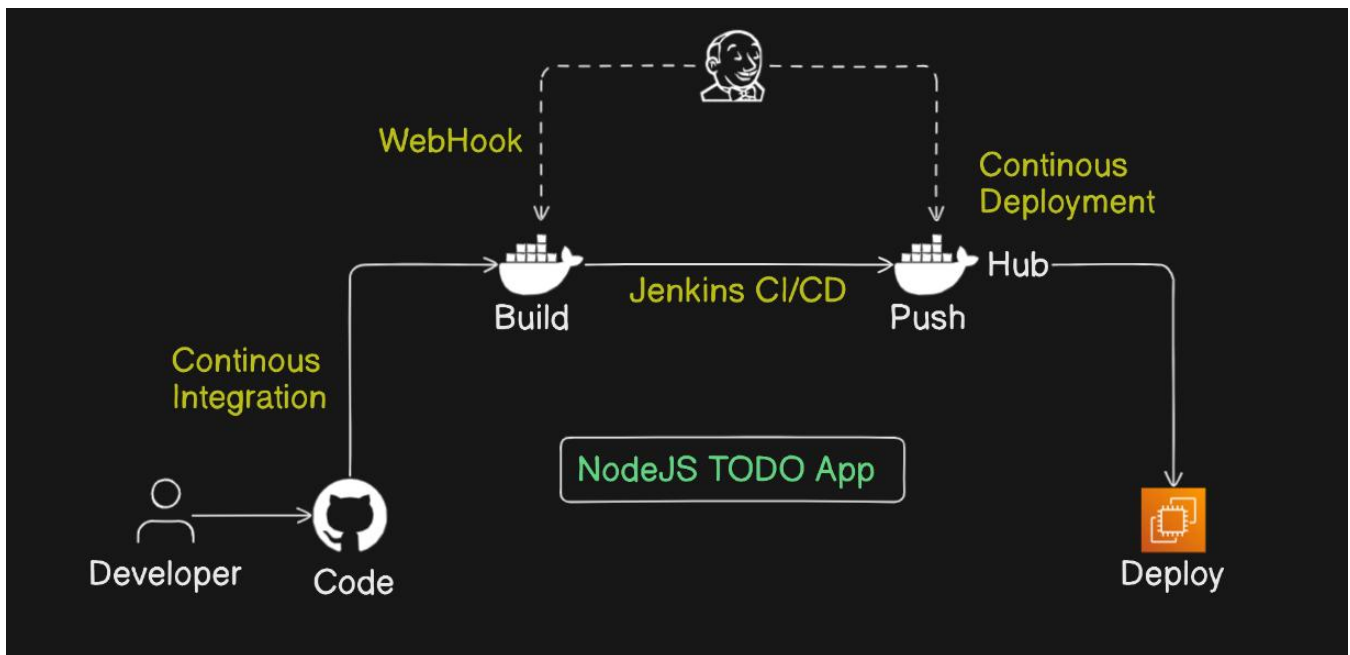 WebHook
Continous
Deployment
Hub
Jenkins CI/CD
Build
Push
Continous
Integration
NodeJS TODO App
Developer
Code
Deploy